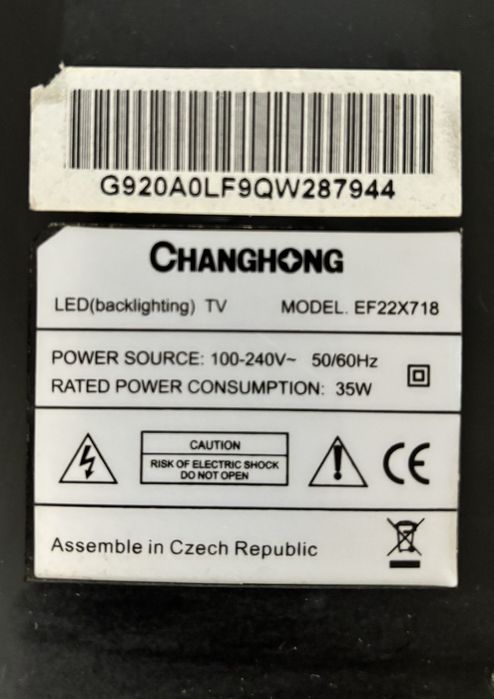 G920A0LF9QW287944
CHANGHONG
LED(backlighting) TV MODEL. EF22X718
POWER SOURCE: 100-240V~ 50/60Hz
RATED POWER CONSUMPTION: 35W
CAUTION
RISK OF ELECTRIC SHOCK
DO NOT OPEN
CE
Assemble in Czech Republic